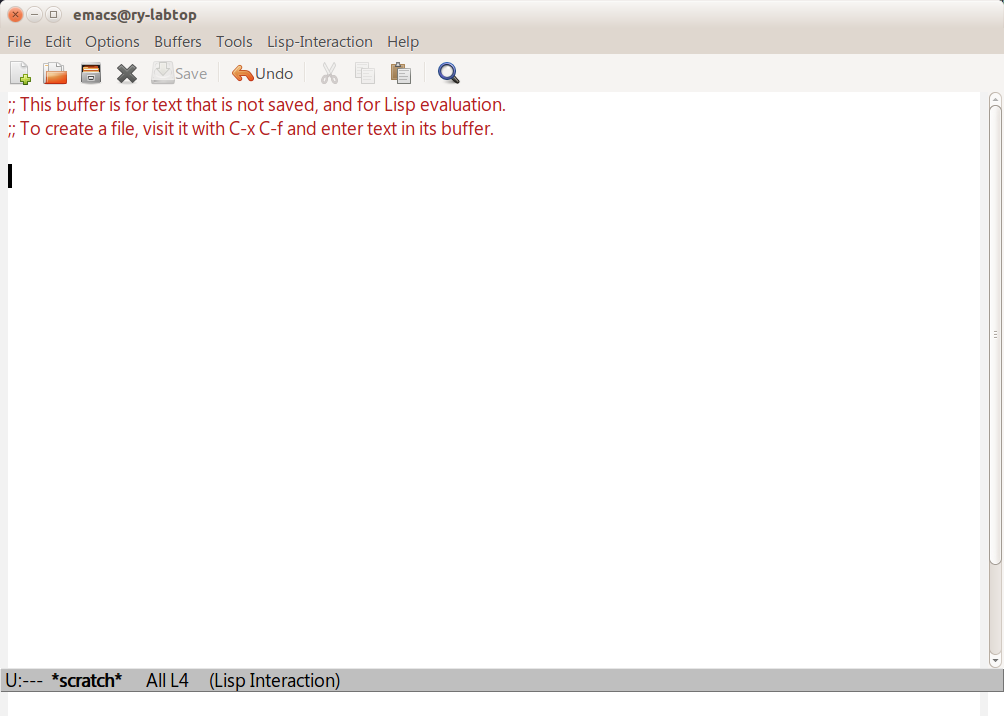 emacs@ry-labtop
File Edit Options Buffers Tools Lisp-Interaction Help
Save Undo
;; This buffer is for text that is not saved, and for Lisp evaluation.
;; To create a file, visit it with C-x C-f and enter text in its buffer.
U:--- *scratch* All L4 (Lisp Interaction)